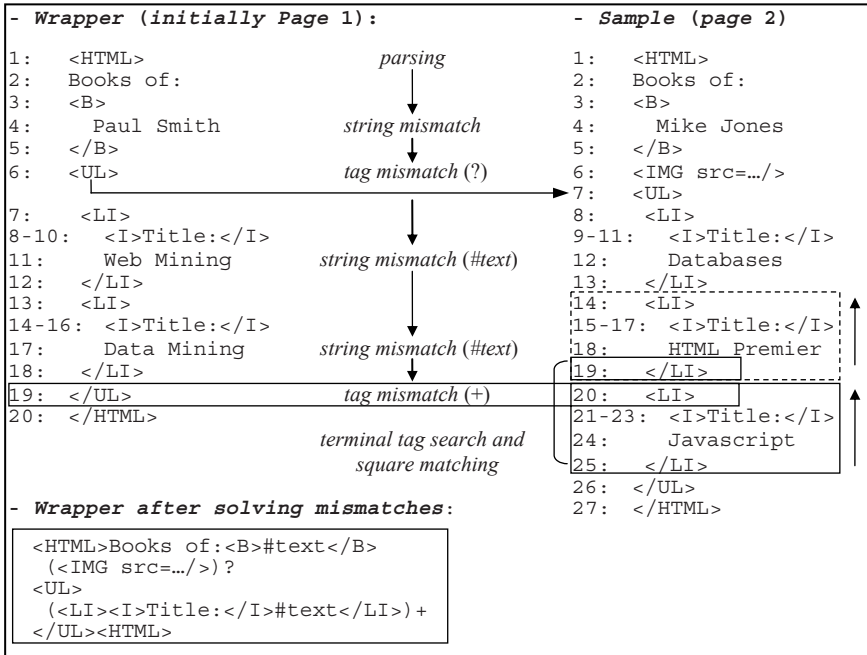 - Wrapper (initially Page 1):
1: <HTML>
2: Books of:
3: <B>
4: Paul Smith
5: </B>
6: <UL>
7: <LI>
8-10: <I>Title:</I>
11: Web Mining
12: </LI>
13: <LI>
14-16: <I>Title:</I>
17: Data Mining
18: </LI>
19: </UL>
20: </HTML>
parsing
string mismatch
tag mismatch (?)
string mismatch (#text)
string mismatch (#text)
tag mismatch (+)
terminal tag search and
square matching
- Sample (page 2)
1: <HTML>
2: Books of:
3: <B>
4: Mike Jones
5: </B>
6: <IMG src=…/>
7: <UL>
8: <LI>
9-11: <I>Title:</I>
12: Databases
13: </LI>
14: <LI>
15-17: <I>Title:</I>
18: HTML Premier
19: </LI>
20: <LI>
21-23: <I>Title:</I>
24: Javascript
25: </LI>
26: </UL>
27: </HTML>
- Wrapper after solving mismatches:
<HTML>Books of:<B>#text</B>
(<IMG src=…/>)?
<UL>
(<LI><I>Title:</I>#text</LI>)+
</UL><HTML>